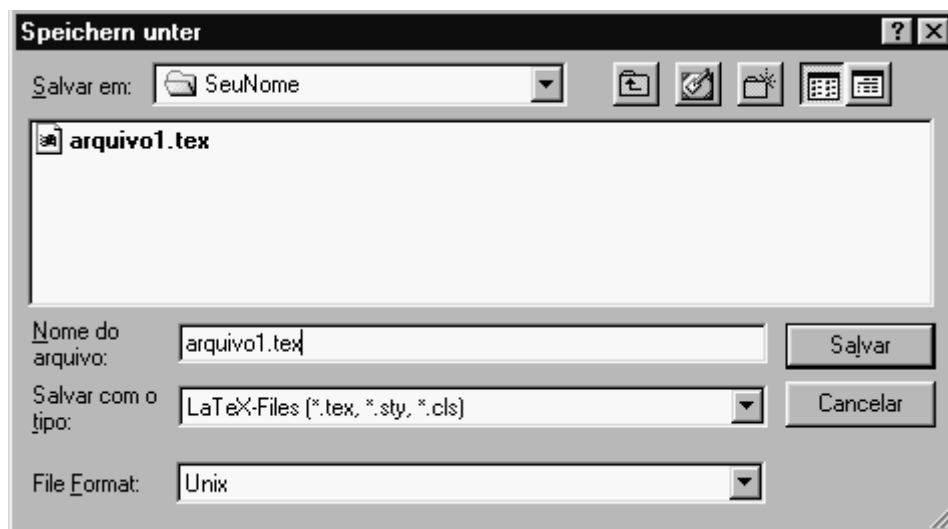 Speichern unter
Salvar em: SeuNome
arquivo1.tex
Nome do
arquivo: arquivo1.tex Salvar
Salvar com o
tipo: LaTeX-Files (*.tex, *.sty, *.cls) Cancelar
File Format: Unix